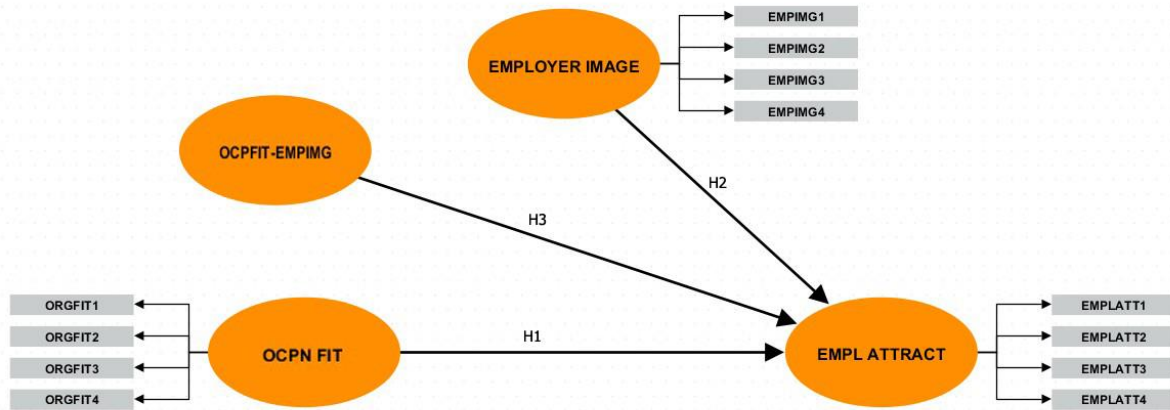 EMPIMG1
EMPIMG2
EMPLOYER IMAGE
EMPIMG3
EMPIMG4
OCPFIT-EMPIMG
H2
H3
ORGFIT1
ORGFIT2
ORGFIT3
ORGFIT4
OCPN FIT
H1
EMPL ATTRACT
EMPLATT1
EMPLATT2
EMPLATT3
EMPLATT4